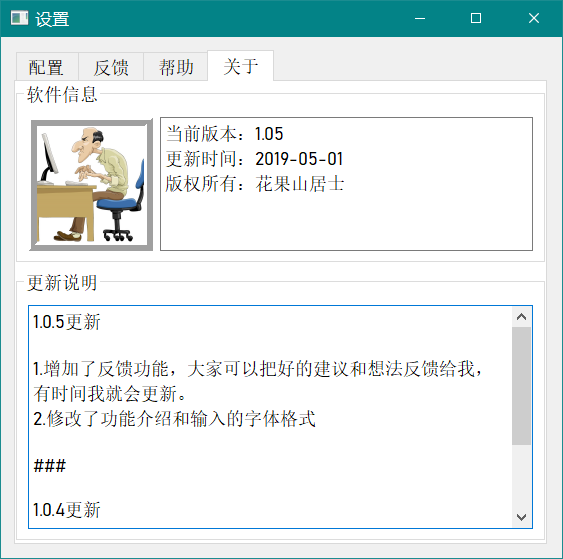 设置
配置
反馈
帮助
关于
软件信息
当前版本：1.05
更新时间：2019-05-01
版权所有：花果山居士
更新说明
1.0.5更新
1.增加了反馈功能，大家可以把好的建议和想法反馈给我，
有时间我就会更新。
2.修改了功能介绍和输入的字体格式
###
1.0.4更新